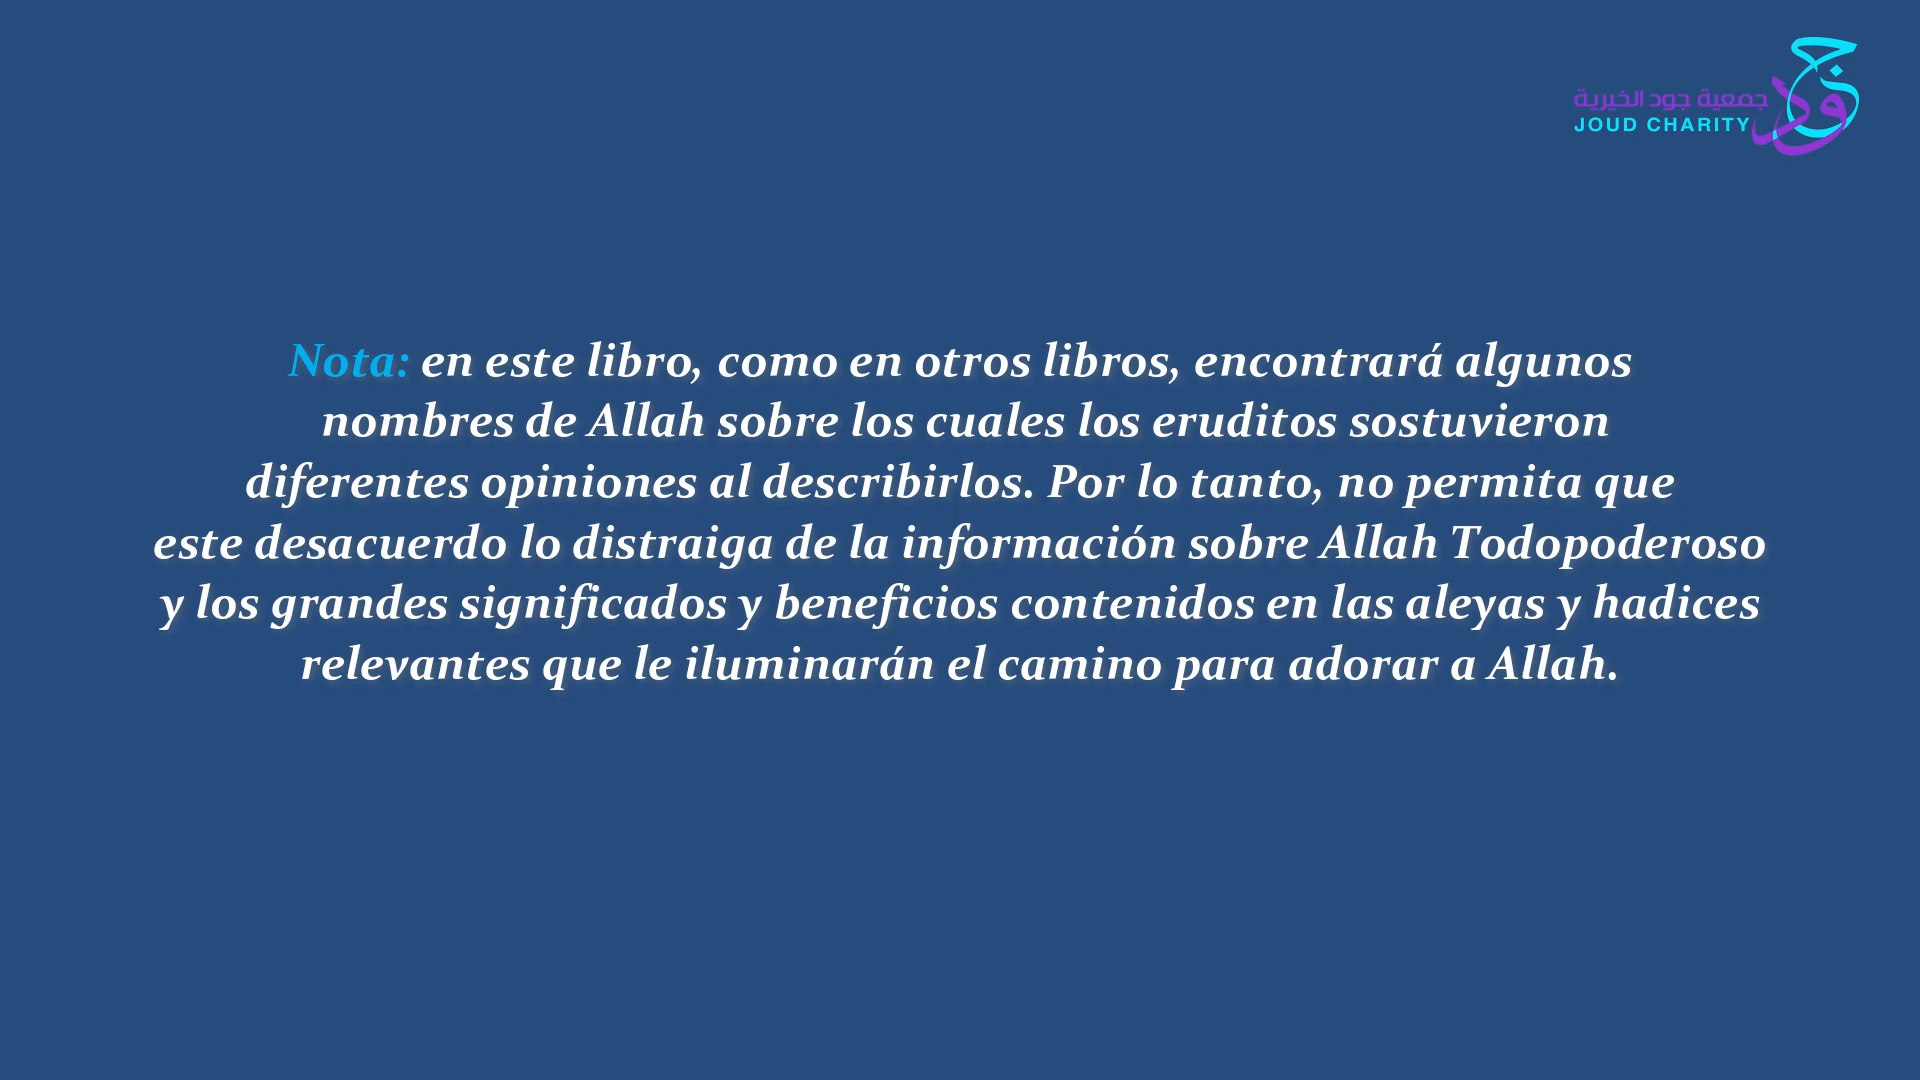 جمعية جود الخيرية
JOUD CHARITY
Nota: en este libro, como en otros libros, encontrará algunos
nombres de Allah sobre los cuales los eruditos sostuvieron
diferentes opiniones al describirlos. Por lo tanto, no permita que
este desacuerdo lo distraiga de la información sobre Allah Todopoderoso
y los grandes significados y beneficios contenidos en las aleyas y hadices
relevantes que le iluminarán el camino para adorar a Allah.